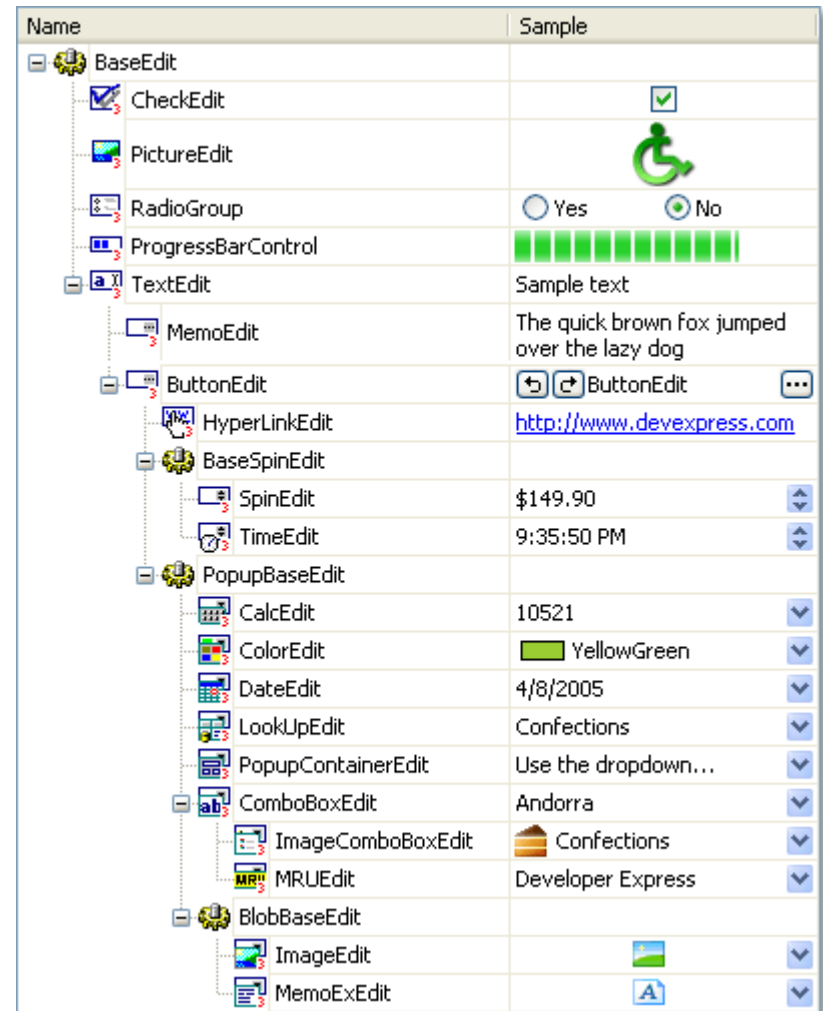 Name Sample
BaseEdit
CheckEdit
PictureEdit
RadioGroup Yes No
ProgressBarControl
TextEdit Sample text
MemoEdit The quick brown fox jumped
over the lazy dog
ButtonEdit ButtonEdit
HyperLinkEdit http://www.devexpress.com
BaseSpinEdit
SpinEdit $149.90
TimeEdit 9:35:50 PM
PopupBaseEdit
CalcEdit 10521
ColorEdit YellowGreen
DateEdit 4/8/2005
LookUpEdit Confections
PopupContainerEdit Use the dropdown...
ComboBoxEdit Andorra
ImageComboBoxEdit Confections
MRUEdit Developer Express
BlobBaseEdit
ImageEdit
MemoExEdit